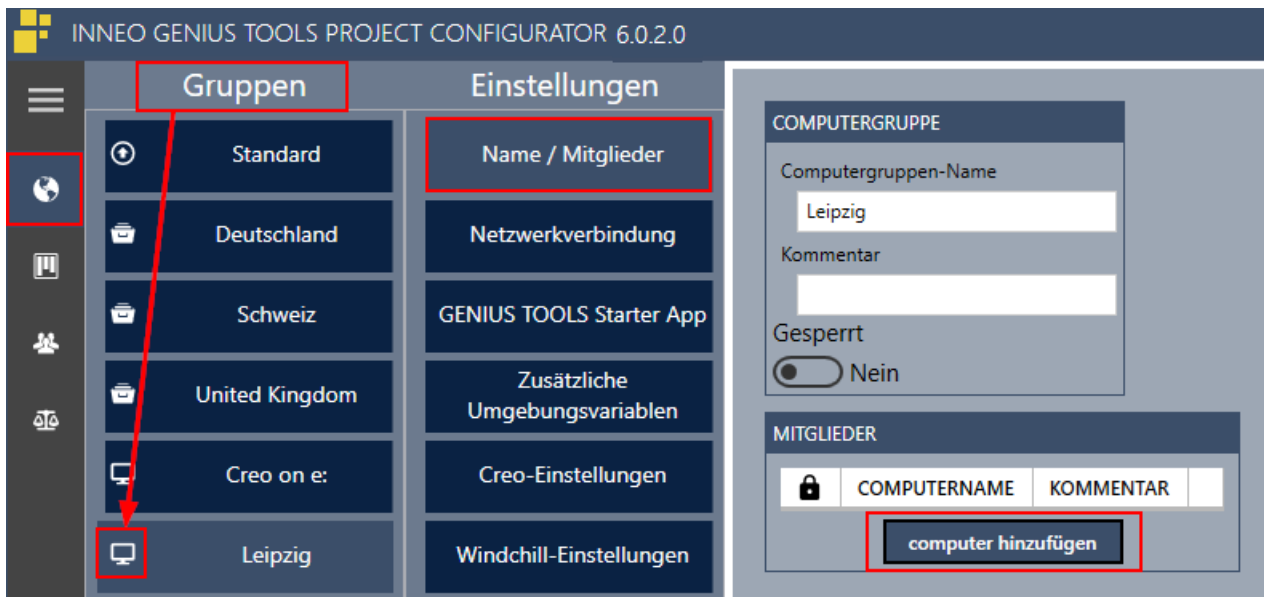 INNEO GENIUS TOOLS PROJECT CONFIGURATOR 6.0.2.0
Gruppen
Standard
Deutschland
Schweiz
United Kingdom
Creo on e:
Leipzig
Einstellungen
Name / Mitglieder
Netzwerkverbindung
GENIUS TOOLS Starter App
Zusätzliche
Umgebungsvariablen
Creo-Einstellungen
Windchill-Einstellungen
COMPUTERGRUPPE
Computergruppen-Name
Leipzig
Kommentar
Gesperrt
Nein
MITGLIEDER
COMPUTERNAME KOMMENTAR
computer hinzufügen